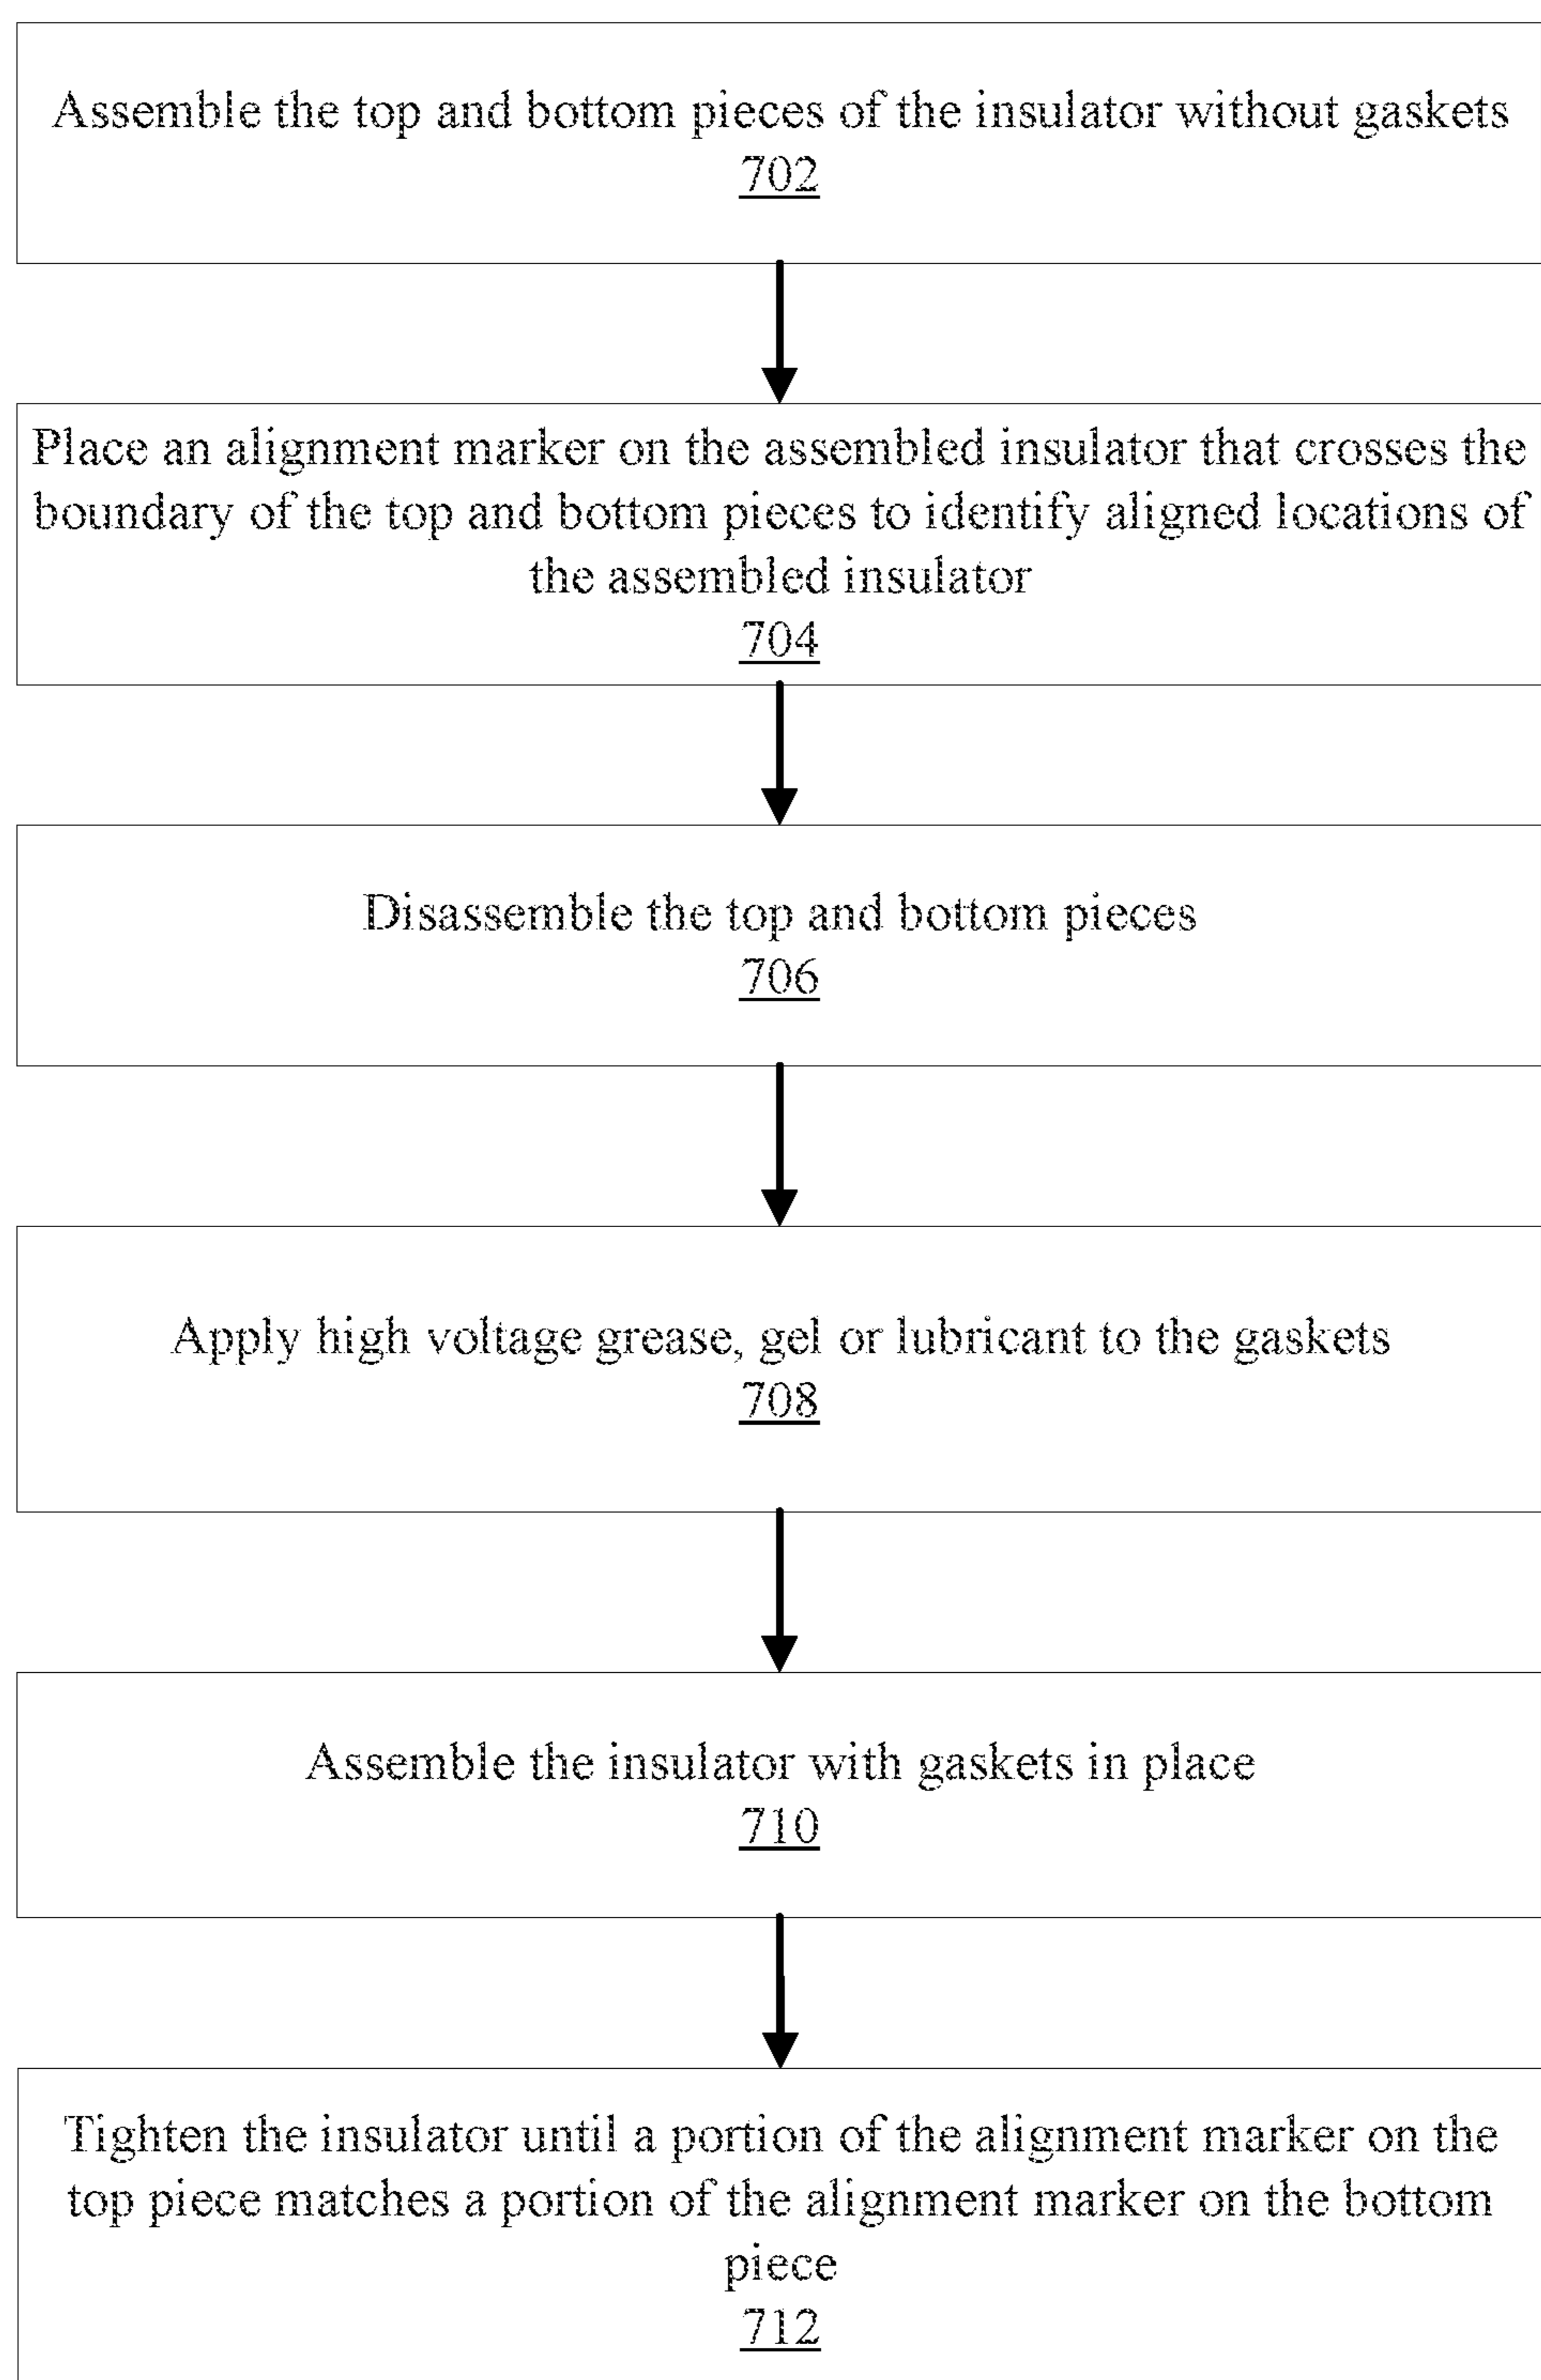 Assemble the top and bottom pieces of the insulator without gaskets
702
Place an alignment marker on the assembled insulator that crosses the
boundary of the top and bottom pieces to identify aligned locations of
the assembled insulator
704
Disassemble the top and bottom pieces
706
Apply high voltage grease, gel or lubricant to the gaskets
708
Assemble the insulator with gaskets in place
710
Tighten the insulator until a portion of the alignment marker on the
top piece matches a portion of the alignment marker on the bottom
piece
712